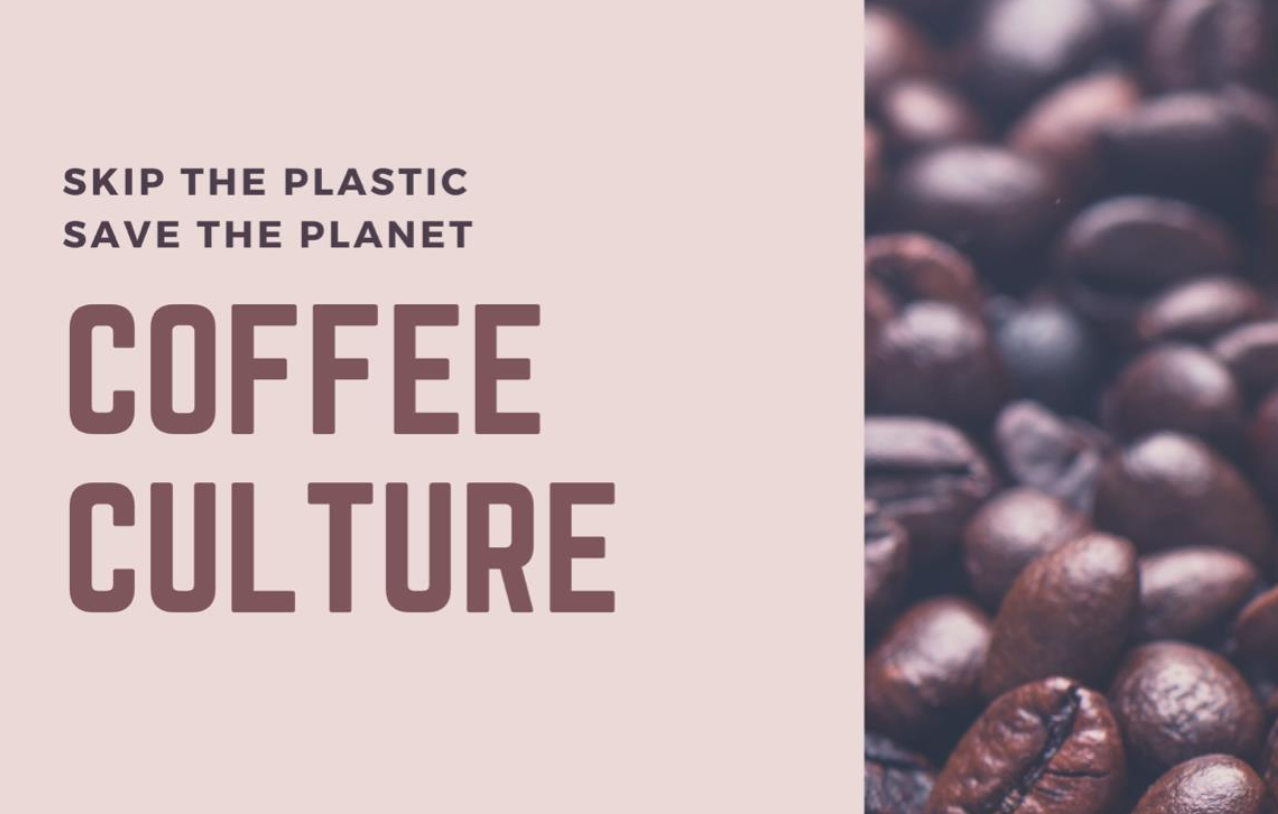 SKIP THE PLASTIC
SAVE THE PLANET
COFFEE
CULTURE